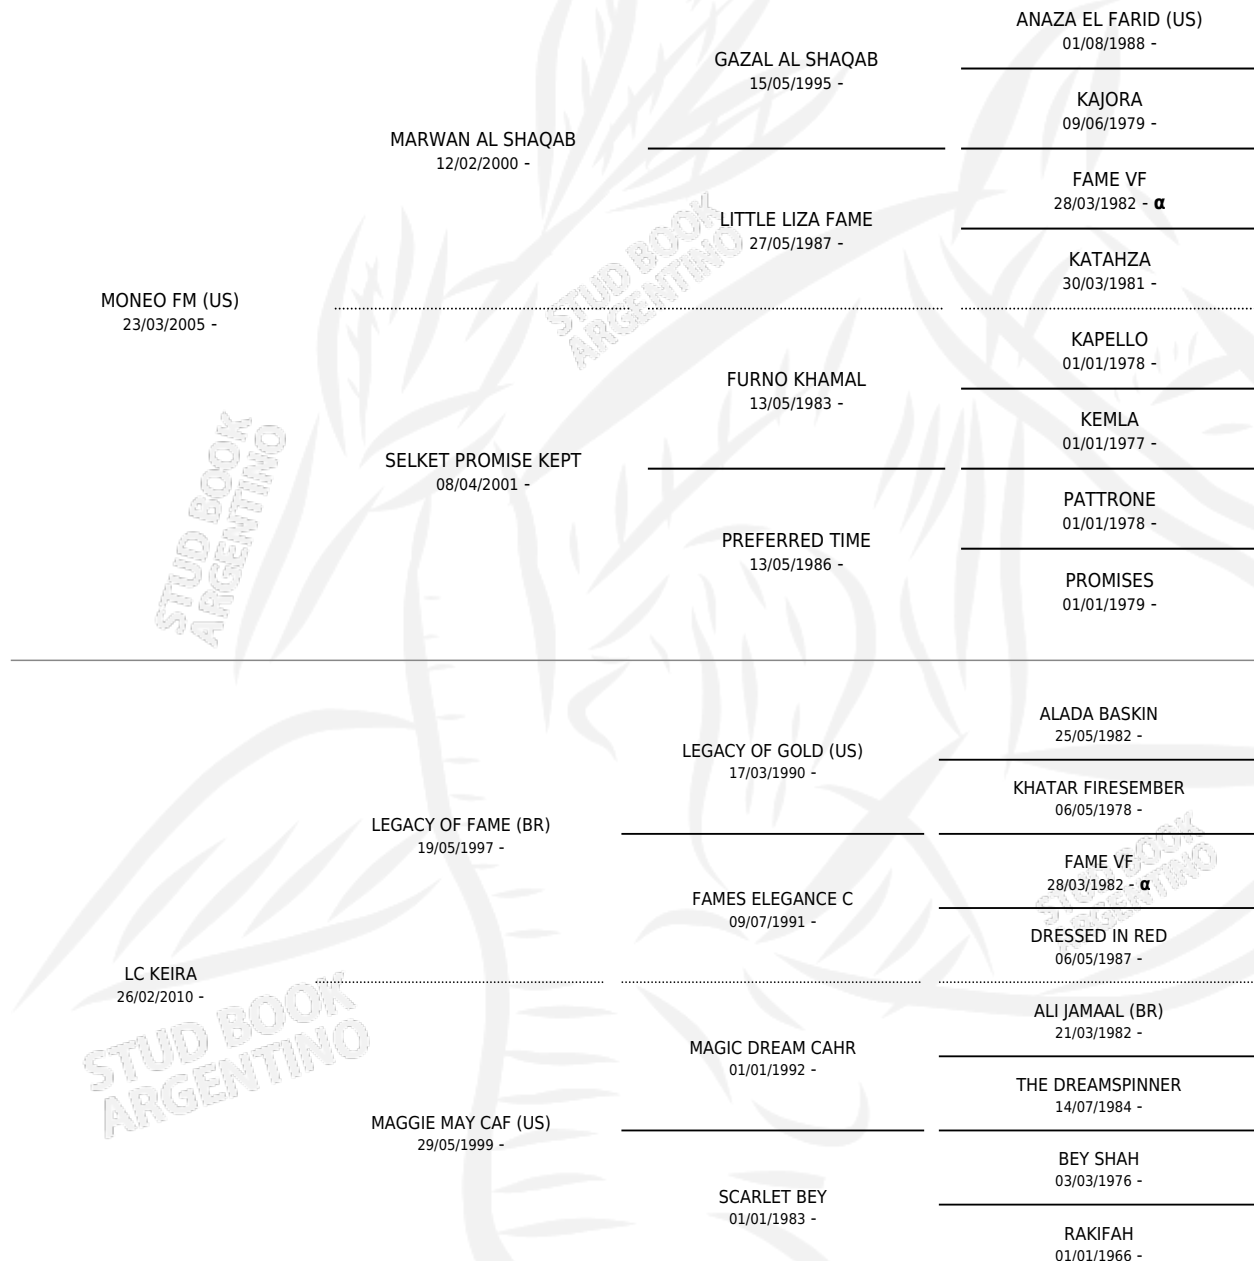 ANAZA EL FARID (US)
01/08/1988 -
GAZAL AL SHAQAB
15/05/1995 -
KAJORA
09/06/1979 -
MARWAN AL SHAQAB
12/02/2000 -
FAME VF
28/03/1982 - α
LITTLE LIZA FAME
27/05/1987 -
KATAHZA
30/03/1981 -
MONEO FM (US)
23/03/2005 -
KAPELLO
01/01/1978 -
FURNO KHAMAL
13/05/1983 -
KEMLA
01/01/1977 -
SELKET PROMISE KEPT
08/04/2001 -
PATTRONE
01/01/1978 -
PREFERRED TIME
13/05/1986 -
PROMISES
01/01/1979 -
ALADA BASKIN
25/05/1982 -
LEGACY OF GOLD (US)
17/03/1990 -
KHATAR FIRESEMBER
06/05/1978 -
LEGACY OF FAME (BR)
19/05/1997 -
FAME VF
28/03/1982 - α
FAMES ELEGANCE C
09/07/1991 -
DRESSED IN RED
06/05/1987 -
LC KEIRA
26/02/2010 -
ALI JAMAAL (BR)
21/03/1982 -
MAGIC DREAM CAHR
01/01/1992 -
THE DREAMSPINNER
14/07/1984 -
MAGGIE MAY CAF (US)
29/05/1999 -
BEY SHAH
03/03/1976 -
SCARLET BEY
01/01/1983 -
RAKIFAH
01/01/1966 -
STUD BOOK
ARGENTINO
STUD BOOK
ARGENTINO
STUD BOOK
ARGENTINO
STUD BOOK
ARGENTINO